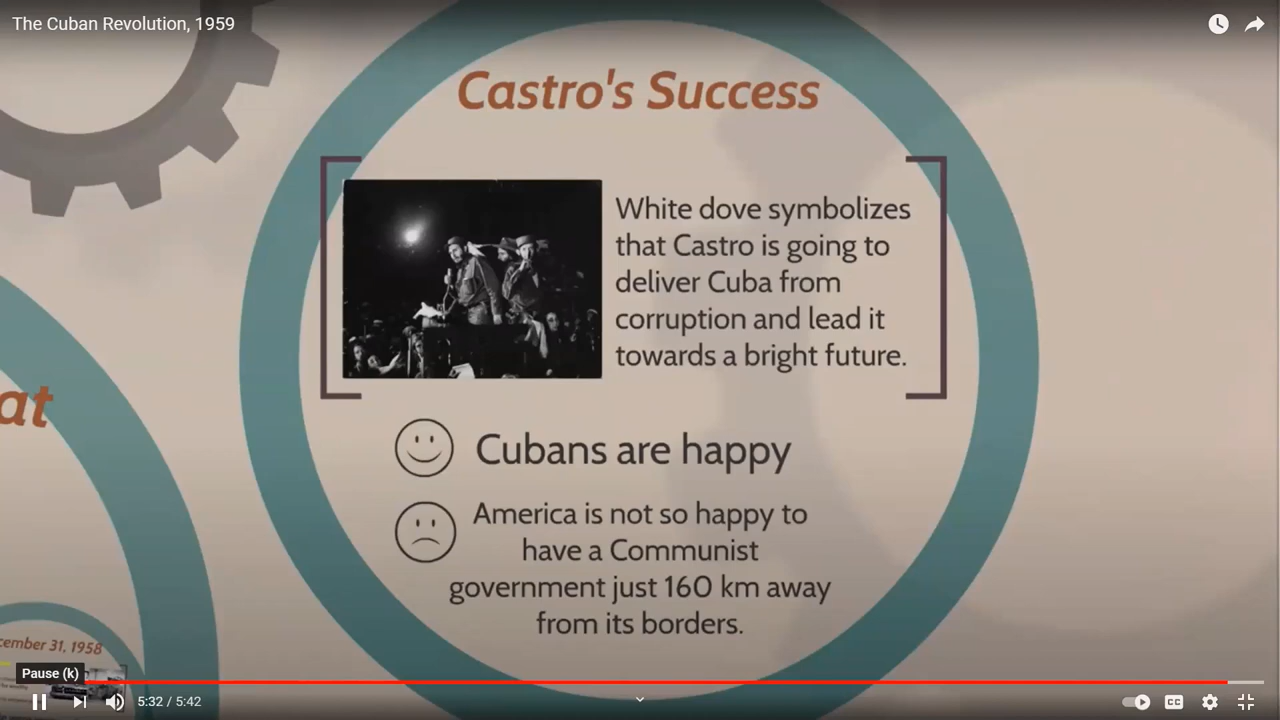 The Cuban Revolution, 1959
Castro's Success
White dove symbolizes
that Castro is going to
deliver Cuba from
corruption and lead it
towards a bright future.
at
Cubans are happy
America is not so happy to
have a Communist
government just 160 km away
from its borders.
cember 31, 1958
Pause (k)
5:32 / 5:42
CC